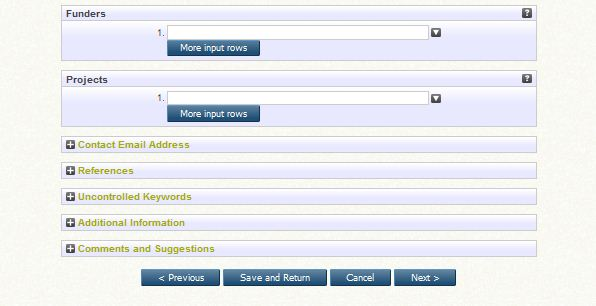 Funders ?
1.
More input rows
Projects ?
1.
More input rows
Contact Email Address
References
Uncontrolled Keywords
Additional Information
Comments and Suggestions
< Previous Save and Return Cancel Next >